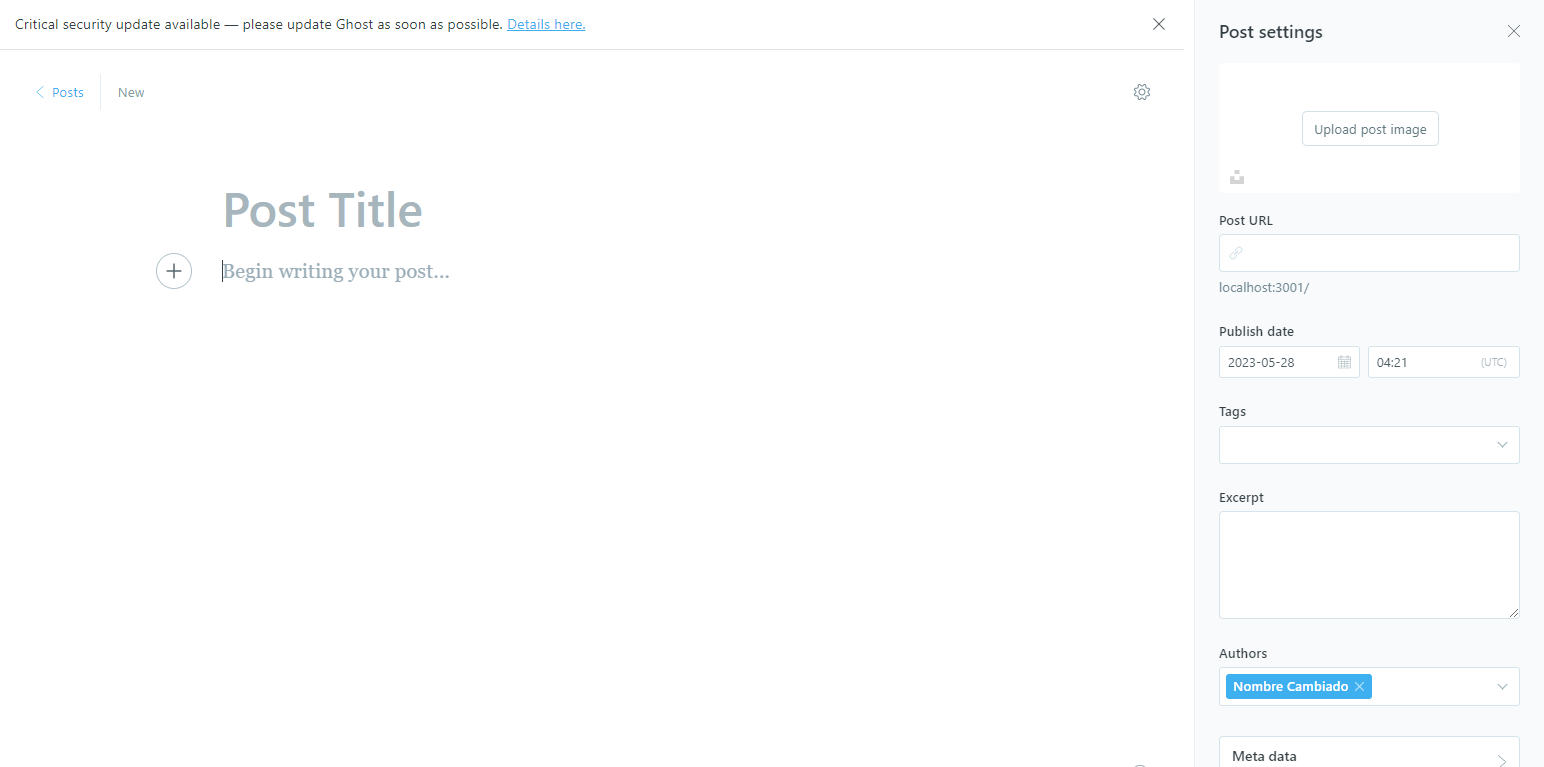 Critical security update available — please update Ghost as soon as possible. Details here.
Posts
New
Post Title
Begin writing your post...
Post settings
Upload post image
Post URL
localhost:3001/
Publish date
2023-05-28
04:21
(UTC)
Tags
Excerpt
Authors
Nombre Cambiado
Meta data